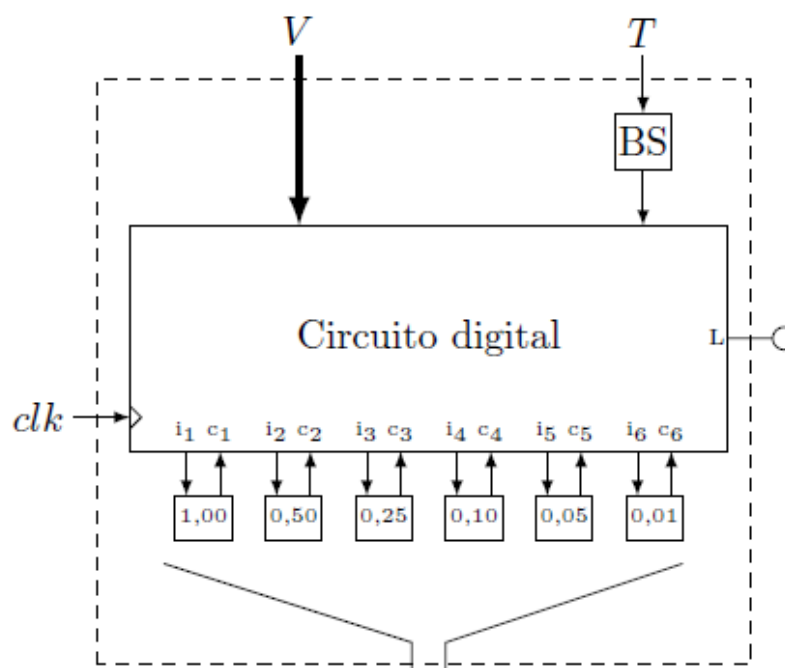 V T
BS
Circuito digital
L
clk
i1 c1 i2 c2 i3 c3 i4 c4 i5 c5 i6 c6
1,00 0,50 0,25 0,10 0,05 0,01